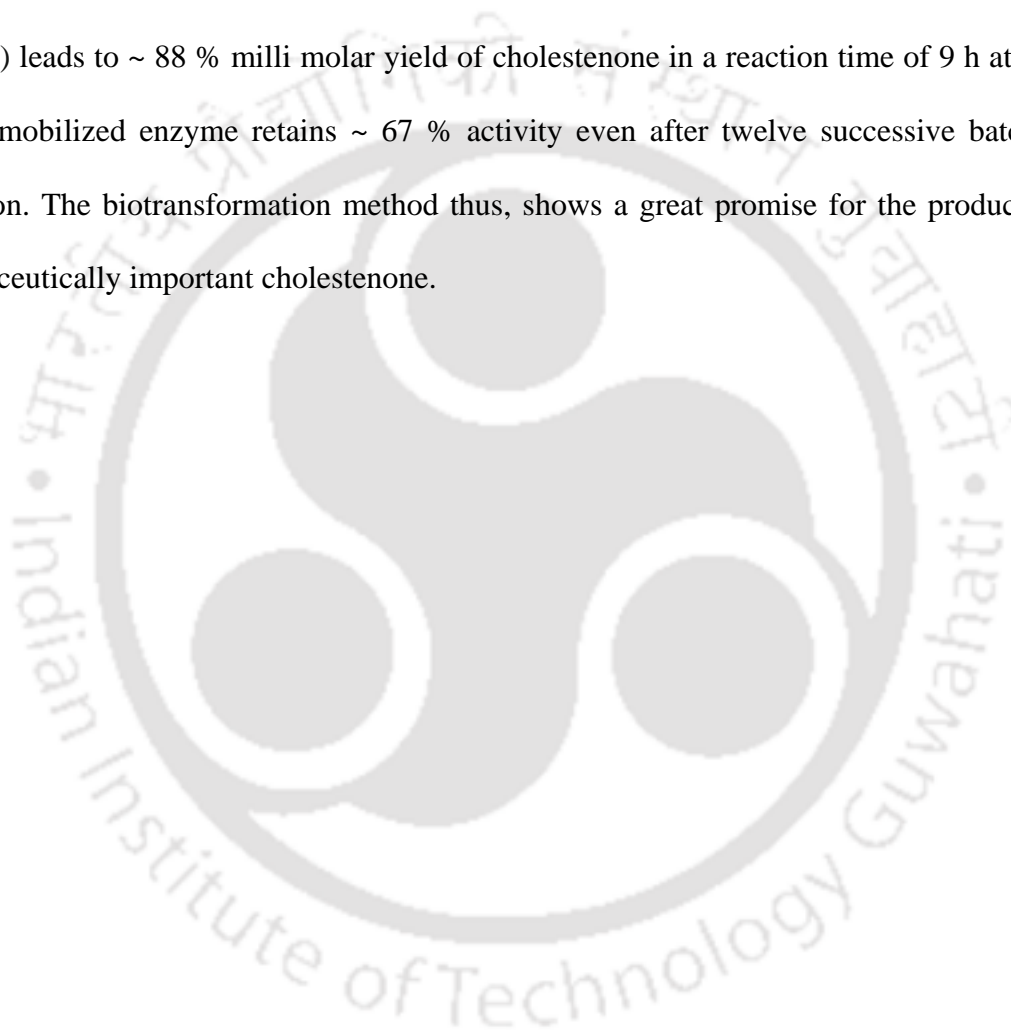 ) leads to ~ 88 % milli molar yield of cholestenone in a reaction time of 9 h at
mobilized enzyme retains ~ 67 % activity even after twelve successive bat
on. The biotransformation method thus, shows a great promise for the produc
ceutically important cholestenone.
Indian Institute of Technology Guwahati